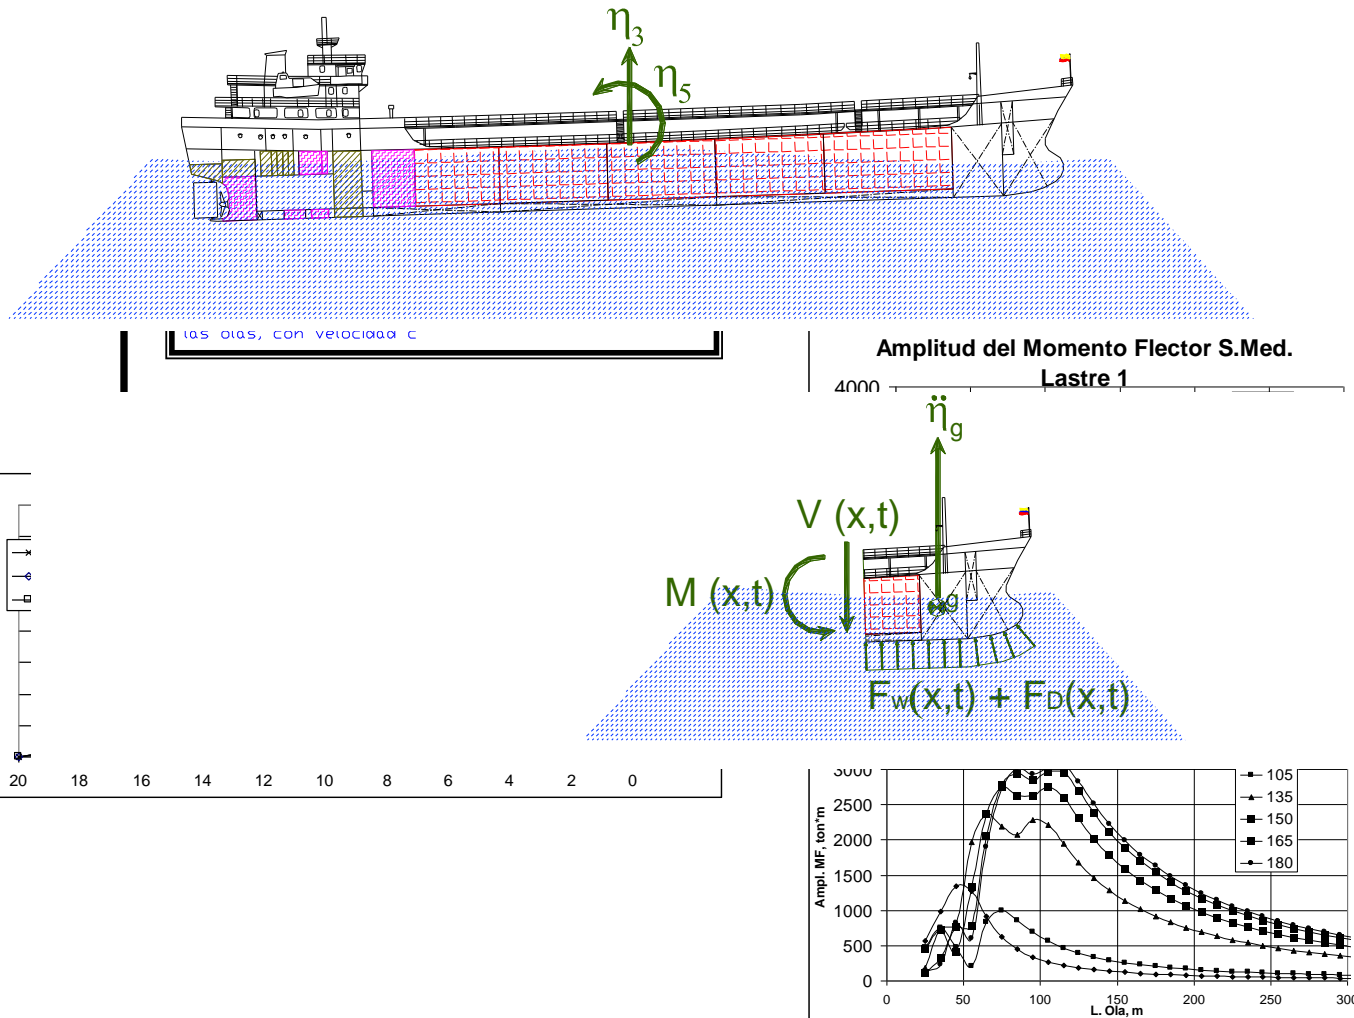 η3
η5
las olas, con velocidad c
Amplitud del Momento Flector S.Med.
Lastre 1
4000
η̈g
V (x,t)
M (x,t)
g
Fw(x,t) + FD(x,t)
20 18 16 14 12 10 8 6 4 2 0
3000
2500
2000
1500
1000
500
0
Ampl. MF, ton*m
105
135
150
165
180
0 50 100 150 200 250 300
L. Ola, m